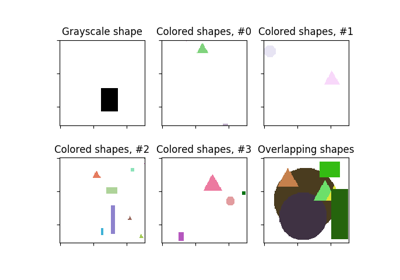 Grayscale shape
Colored shapes, #0
Colored shapes, #1
Colored shapes, #2
Colored shapes, #3
Overlapping shapes